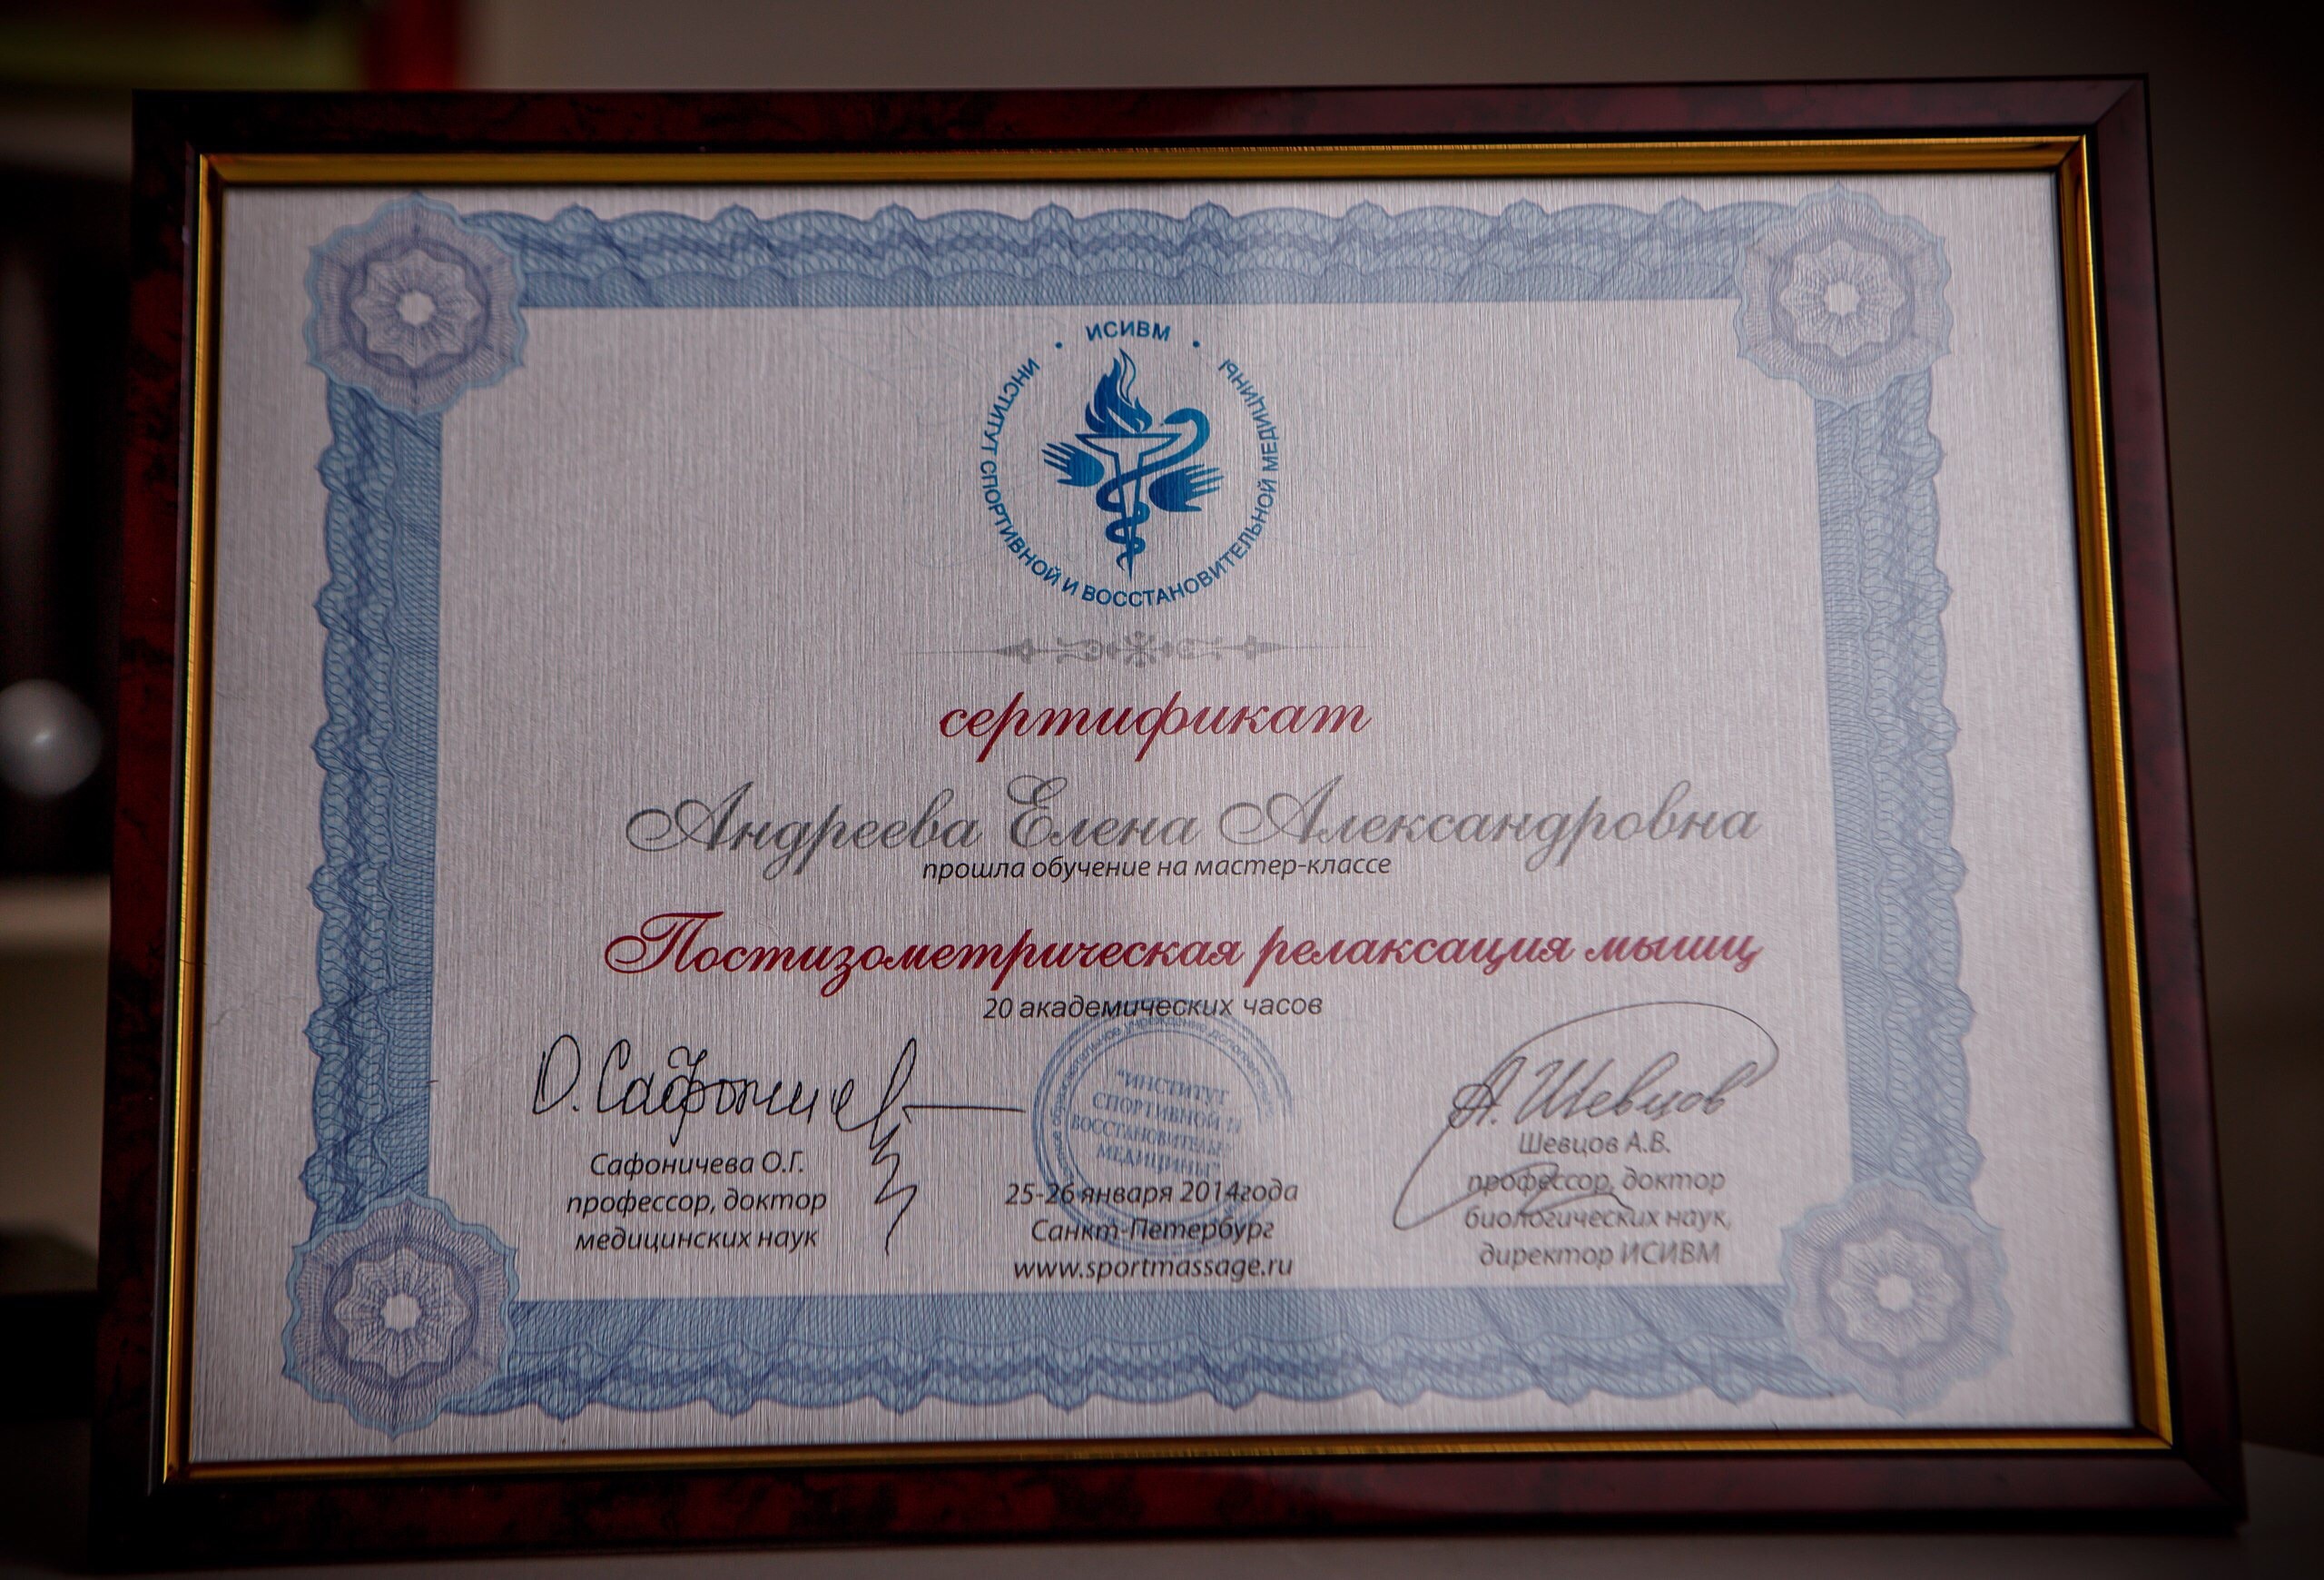 ИСИВМ
ИНСТИТУТ СПОРТИВНОЙ И ВОССТАНОВИТЕЛЬНОЙ МЕДИЦИНЫ
сертификат
Андреева Елена Александровна
прошла обучение на мастер-классе
Постизометрическая релаксация мышц
20 академических часов
О. Сафоничев
А. Шевцов
"ИНСТИТУТ
СПОРТИВНОЙ И
ВОССТАНОВИТЕЛЬН
МЕДИЦИНЫ"
Сафоничева О.Г.
профессор, доктор
медицинских наук
25-26 января 2014года
Санкт-Петербург
www.sportmassage.ru
Шевцов А.В.
профессор, доктор
биологических наук,
директор ИСИВМ